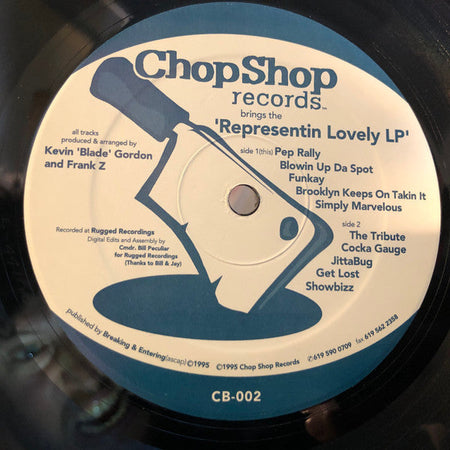 ChopShop
records™
brings the
'Representin Lovely LP'
all tracks
produced & arranged by
Kevin 'Blade' Gordon
and Frank Z
side 1(this) Pep Rally
Blowin Up Da Spot
Funkay
Brooklyn Keeps On Takin It
Simply Marvelous
Recorded at Rugged Recordings
Digital Edits and Assembly by
Cmdr. Bill Peculiar
for Rugged Recordings
(Thanks to Bill & Jay)
side 2
The Tribute
Cocka Gauge
JittaBug
Get Lost
Showbizz
published by Breaking & Entering(ascap) ©1995 ©1995 Chop Shop Records ✆619 590 0709 fax 619 562 2358
CB-002